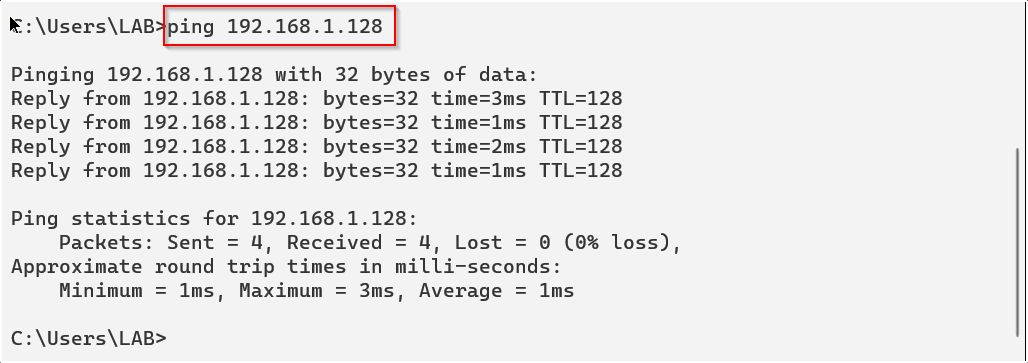 C:\Users\LAB>ping 192.168.1.128
Pinging 192.168.1.128 with 32 bytes of data:
Reply from 192.168.1.128: bytes=32 time=3ms TTL=128
Reply from 192.168.1.128: bytes=32 time=1ms TTL=128
Reply from 192.168.1.128: bytes=32 time=2ms TTL=128
Reply from 192.168.1.128: bytes=32 time=1ms TTL=128
Ping statistics for 192.168.1.128:
    Packets: Sent = 4, Received = 4, Lost = 0 (0% loss),
Approximate round trip times in milli-seconds:
    Minimum = 1ms, Maximum = 3ms, Average = 1ms
C:\Users\LAB>